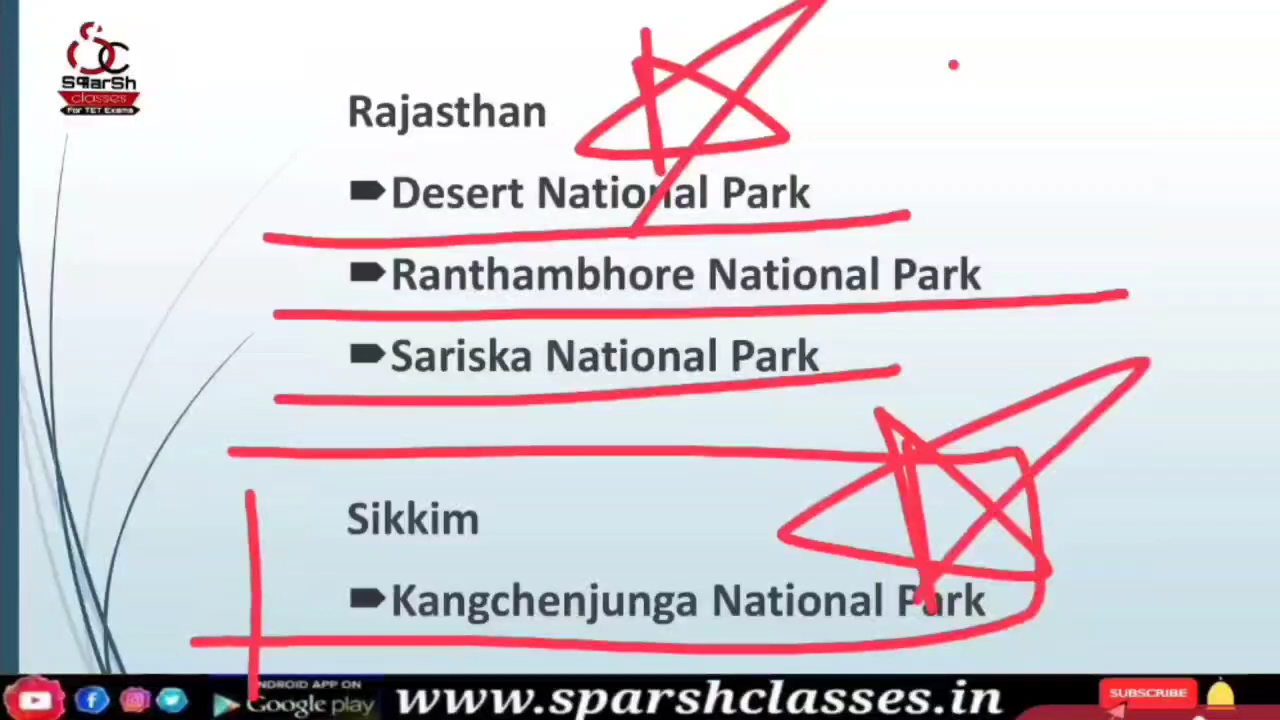 SparSh
classes
For TET Exams
Rajasthan
Desert National Park
Ranthambhore National Park
Sariska National Park
Sikkim
Kangchenjunga National Park
ANDROID APP ON
Google play
www.sparshclasses.in
SUBSCRIBE